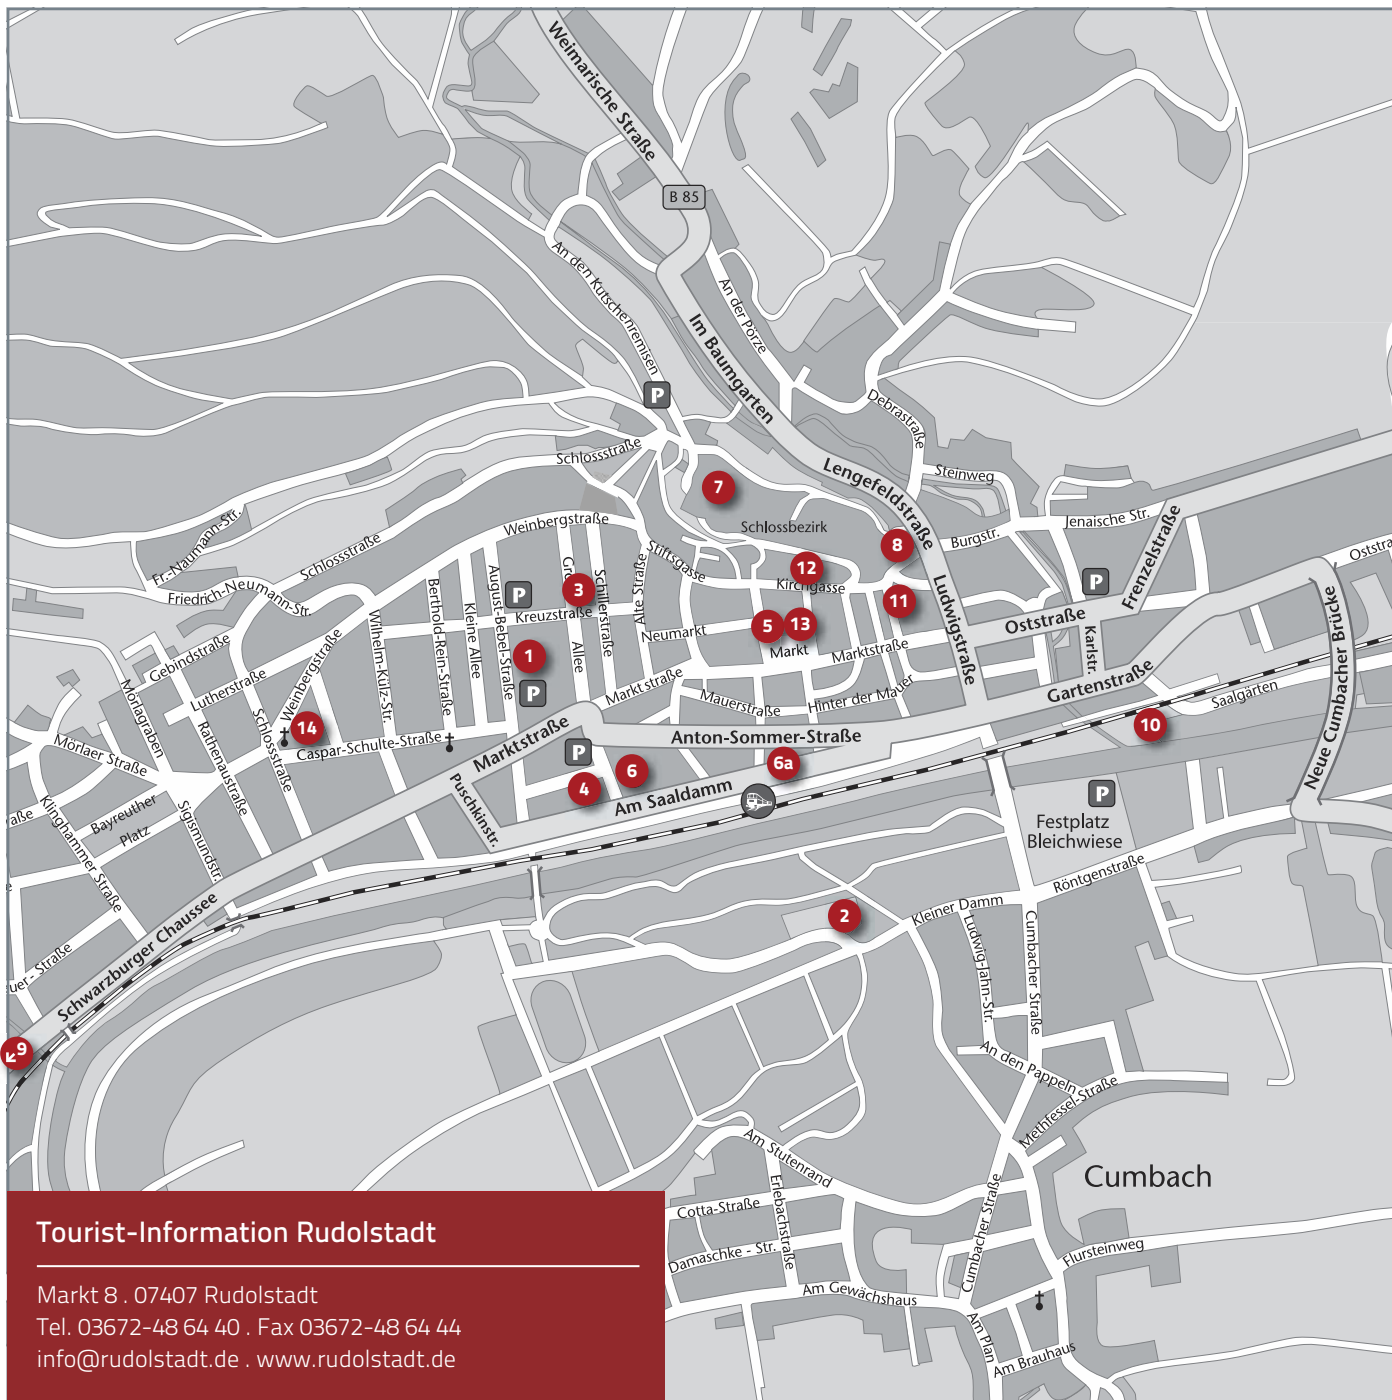 Weimarische Straße
B 85
An den Kutschenremisen
An der Pörze
Im Baumgarten
P
Debrastraße
Schlossstraße
Lengefeldstraße
Steinweg
7
Schlossbezirk
Weinbergstraße
Jenaische Str.
Burgstr.
Frenzelstraße
Fr.-Naumann-Str.
Schlossstraße
Stiftsgasse
8
12
Kirchgasse
11
P
Friedrich-Neumann-Str.
Berthold-Rein-Straße
Kleine Allee
August-Bebel-Straße
P
3
Allee
Schillerstraße
Alte Straße
Kreuzstraße
Neumarkt
5
13
Markt
Marktstraße
Ludwigstraße
Oststraße
Karlstr.
Neue Cumbacher Brücke
Gebindstraße
Lutherstraße
Weinbergstraße
Wilhelm-Külz-Str.
1
P
Marktstraße
Mauerstraße
Hinter der Mauer
Gartenstraße
Saalgärten
Mörlagraben
Mörlaer Straße
Rathenaustraße
Schlossstraße
14
Caspar-Schulte-Straße
Marktstraße
Anton-Sommer-Straße
10
P
6
6a
4
Am Saaldamm
Puschkinstr.
Klinghammer Straße
Bayreuther
Platz
Sigismundstr.
P
Festplatz
Bleichwiese
Röntgenstraße
Schwarzburger Chaussee
2
Kleiner Damm
Ludwig-Jahn-Str.
Cumbacher Straße
9
An den Pappeln
Methfessel-Straße
Am Stutenrand
Cumbach
Cotta-Straße
Erlebachstraße
Damaschke - Str.
Cumbacher Straße
Flursteinweg
Am Gewächshaus
Am Plan
Am Brauhaus
Tourist-Information Rudolstadt
Markt 8 . 07407 Rudolstadt
Tel. 03672-48 64 40 . Fax 03672-48 64 44
info@rudolstadt.de . www.rudolstadt.de